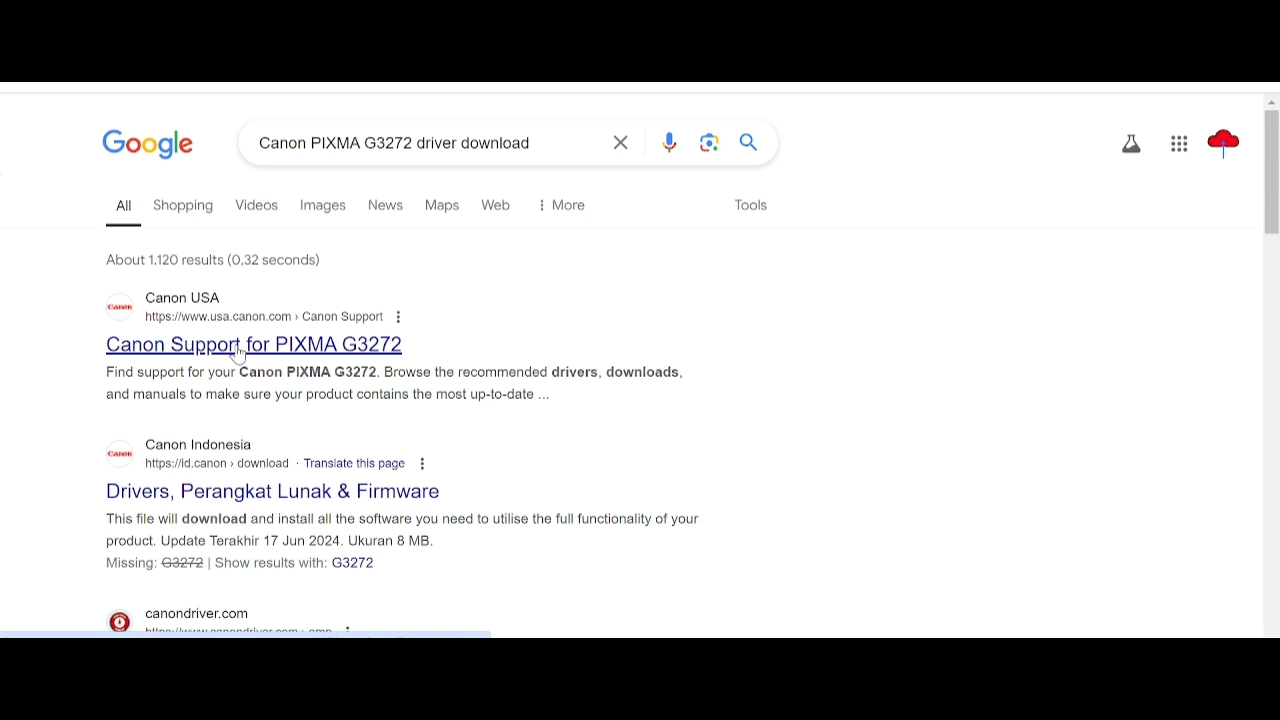 Google
Canon PIXMA G3272 driver download
All Shopping Videos Images News Maps Web More Tools
About 1.120 results (0,32 seconds)
Canon
Canon USA
https://www.usa.canon.com › Canon Support
Canon Support for PIXMA G3272
Find support for your Canon PIXMA G3272. Browse the recommended drivers, downloads,
and manuals to make sure your product contains the most up-to-date ...
Canon
Canon Indonesia
https://id.canon › download · Translate this page
Drivers, Perangkat Lunak & Firmware
This file will download and install all the software you need to utilise the full functionality of your
product. Update Terakhir 17 Jun 2024. Ukuran 8 MB.
Missing: G3272 | Show results with: G3272
canondriver.com